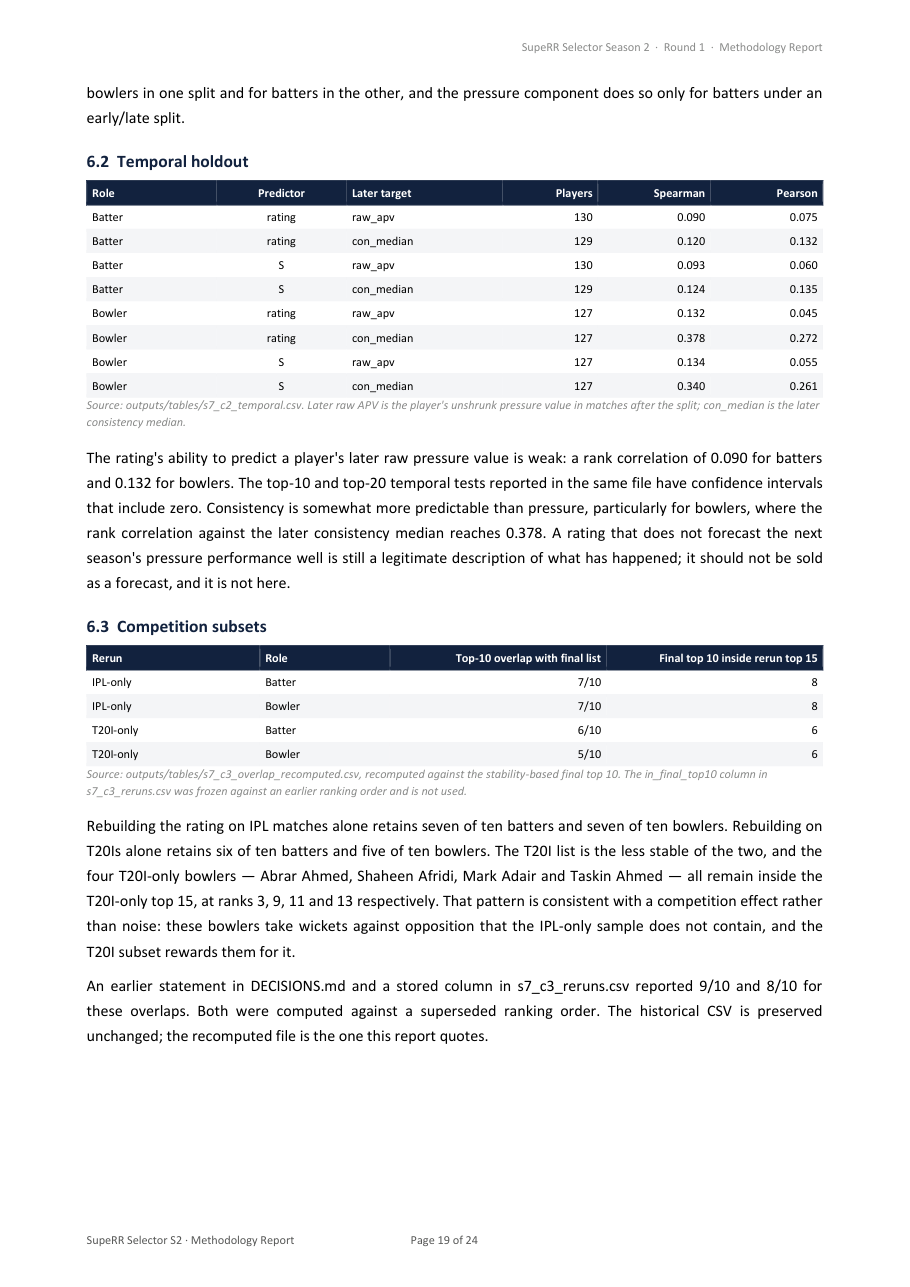 SupeRR Selector Season 2 · Round 1 · Methodology Report
bowlers in one split and for batters in the other, and the pressure component does so only for batters under an
early/late split.
6.2 Temporal holdout
Role Predictor Later target Players Spearman Pearson
Batter rating raw_apv 130 0.090 0.075
Batter rating con_median 129 0.120 0.132
Batter S raw_apv 130 0.093 0.060
Batter S con_median 129 0.124 0.135
Bowler rating raw_apv 127 0.132 0.045
Bowler rating con_median 127 0.378 0.272
Bowler S raw_apv 127 0.134 0.055
Bowler S con_median 127 0.340 0.261
Source: outputs/tables/s7_c2_temporal.csv. Later raw APV is the player's unshrunk pressure value in matches after the split; con_median is the later
consistency median.
The rating's ability to predict a player's later raw pressure value is weak: a rank correlation of 0.090 for batters
and 0.132 for bowlers. The top-10 and top-20 temporal tests reported in the same file have confidence intervals
that include zero. Consistency is somewhat more predictable than pressure, particularly for bowlers, where the
rank correlation against the later consistency median reaches 0.378. A rating that does not forecast the next
season's pressure performance well is still a legitimate description of what has happened; it should not be sold
as a forecast, and it is not here.
6.3 Competition subsets
Rerun Role Top-10 overlap with final list Final top 10 inside rerun top 15
IPL-only Batter 7/10 8
IPL-only Bowler 7/10 8
T20I-only Batter 6/10 6
T20I-only Bowler 5/10 6
Source: outputs/tables/s7_c3_overlap_recomputed.csv, recomputed against the stability-based final top 10. The in_final_top10 column in
s7_c3_reruns.csv was frozen against an earlier ranking order and is not used.
Rebuilding the rating on IPL matches alone retains seven of ten batters and seven of ten bowlers. Rebuilding on
T20Is alone retains six of ten batters and five of ten bowlers. The T20I list is the less stable of the two, and the
four T20I-only bowlers — Abrar Ahmed, Shaheen Afridi, Mark Adair and Taskin Ahmed — all remain inside the
T20I-only top 15, at ranks 3, 9, 11 and 13 respectively. That pattern is consistent with a competition effect rather
than noise: these bowlers take wickets against opposition that the IPL-only sample does not contain, and the
T20I subset rewards them for it.
An earlier statement in DECISIONS.md and a stored column in s7_c3_reruns.csv reported 9/10 and 8/10 for
these overlaps. Both were computed against a superseded ranking order. The historical CSV is preserved
unchanged; the recomputed file is the one this report quotes.
SupeRR Selector S2 · Methodology Report Page 19 of 24